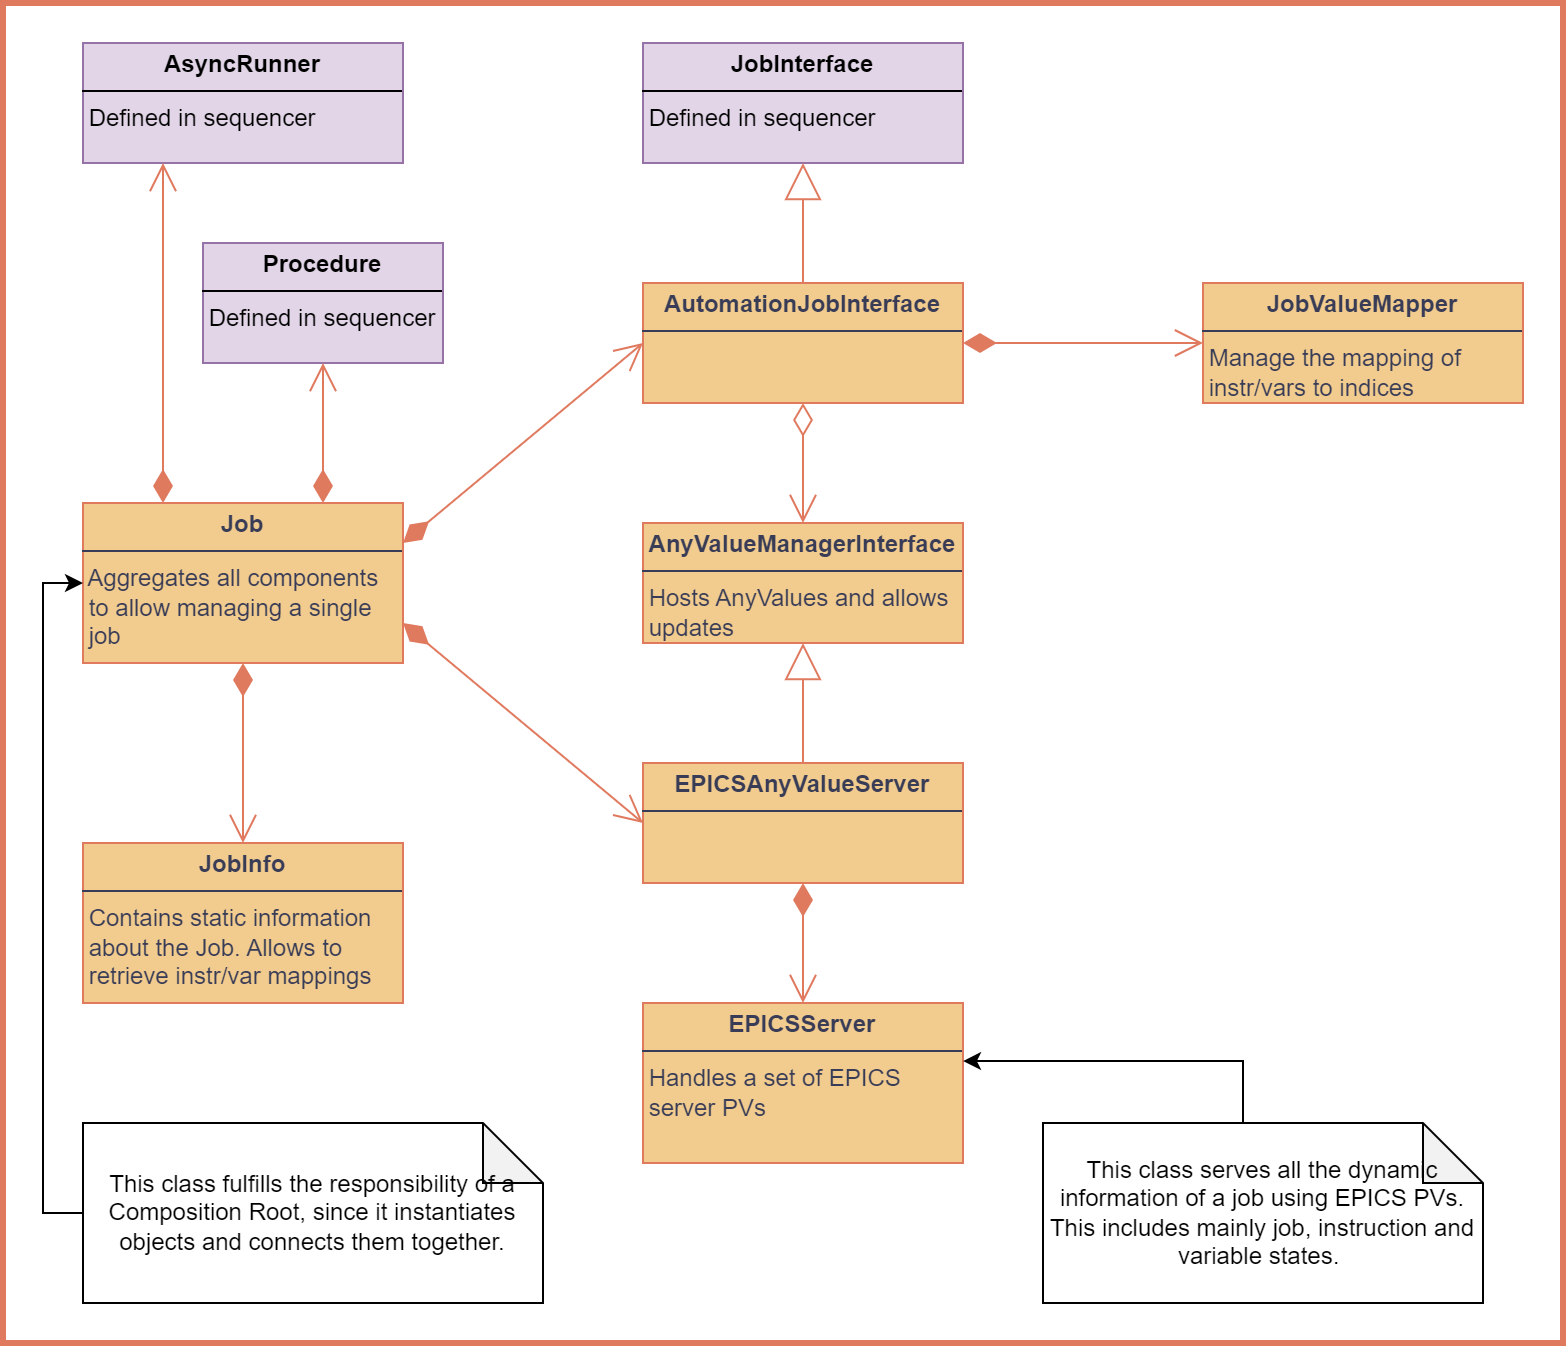 AsyncRunner
Defined in sequencer
JobInterface
Defined in sequencer
Procedure
Defined in sequencer
AutomationJobInterface
JobValueMapper
Manage the mapping of
instr/vars to indices
Job
Aggregates all components
to allow managing a single
job
AnyValueManagerInterface
Hosts AnyValues and allows
updates
EPICSAnyValueServer
JobInfo
Contains static information
about the Job. Allows to
retrieve instr/var mappings
EPICSServer
Handles a set of EPICS
server PVs
This class fulfills the responsibility of a
Composition Root, since it instantiates
objects and connects them together.
This class serves all the dynamic
information of a job using EPICS PVs.
This includes mainly job, instruction and
variable states.